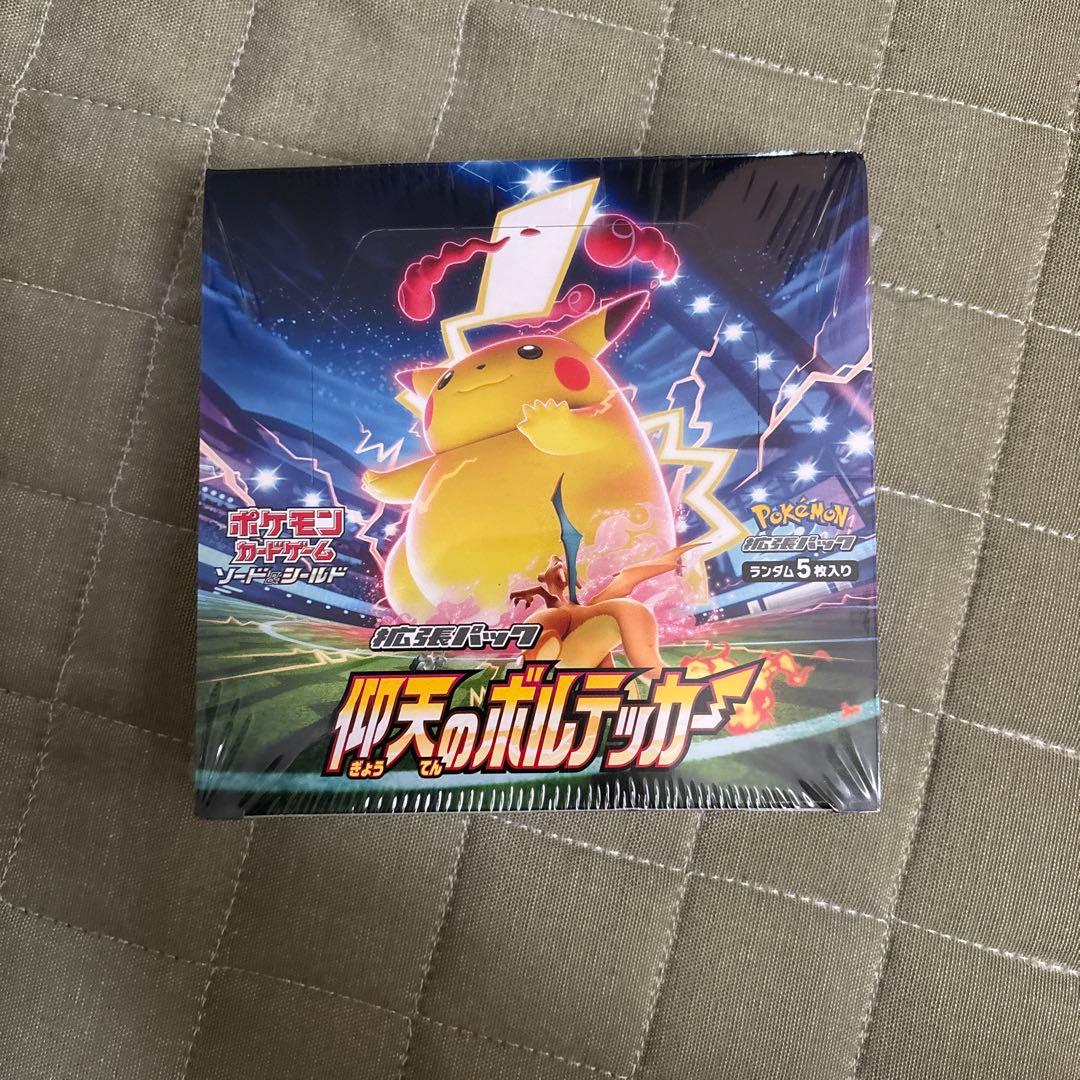 ポケモン
カードゲーム
ソード&シールド
Pokémon
拡張パック
ランダム5枚入り
拡張パック
仰天のボルテッカー
ぎょう てん